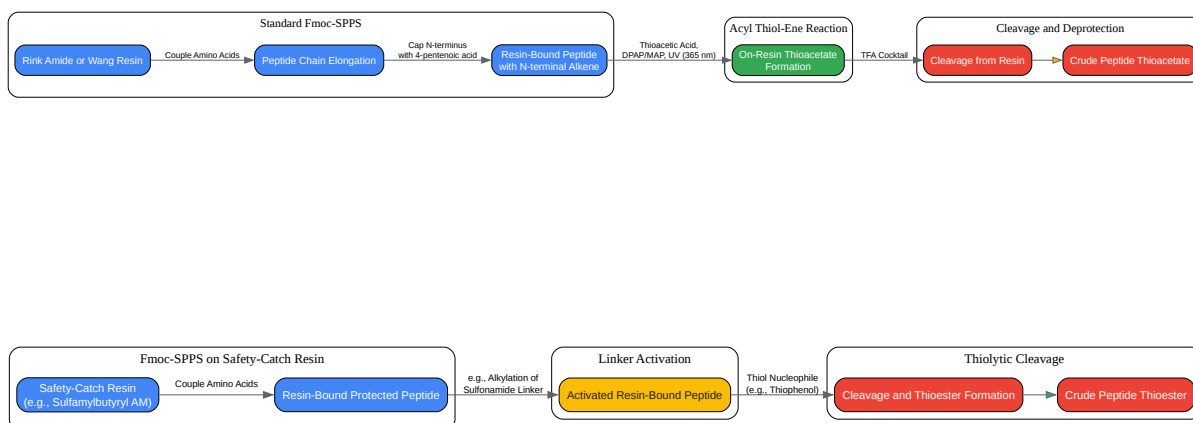 Standard Fmoc-SPPS
Rink Amide or Wang Resin
Couple Amino Acids
Peptide Chain Elongation
Cap N-terminus
with 4-pentenoic acid
Resin-Bound Peptide
with N-terminal Alkene
Thioacetic Acid,
DPAP/MAP, UV (365 nm)
Acyl Thiol-Ene Reaction
On-Resin Thioacetate
Formation
TFA Cocktail
Cleavage and Deprotection
Cleavage from Resin
Crude Peptide Thioacetate
Fmoc-SPPS on Safety-Catch Resin
Safety-Catch Resin
(e.g., Sulfamylbutyryl AM)
Couple Amino Acids
Resin-Bound Protected Peptide
e.g., Alkylation of
Sulfonamide Linker
Linker Activation
Activated Resin-Bound Peptide
Thiol Nucleophile
(e.g., Thiophenol)
Thiolytic Cleavage
Cleavage and Thioester Formation
Crude Peptide Thioester